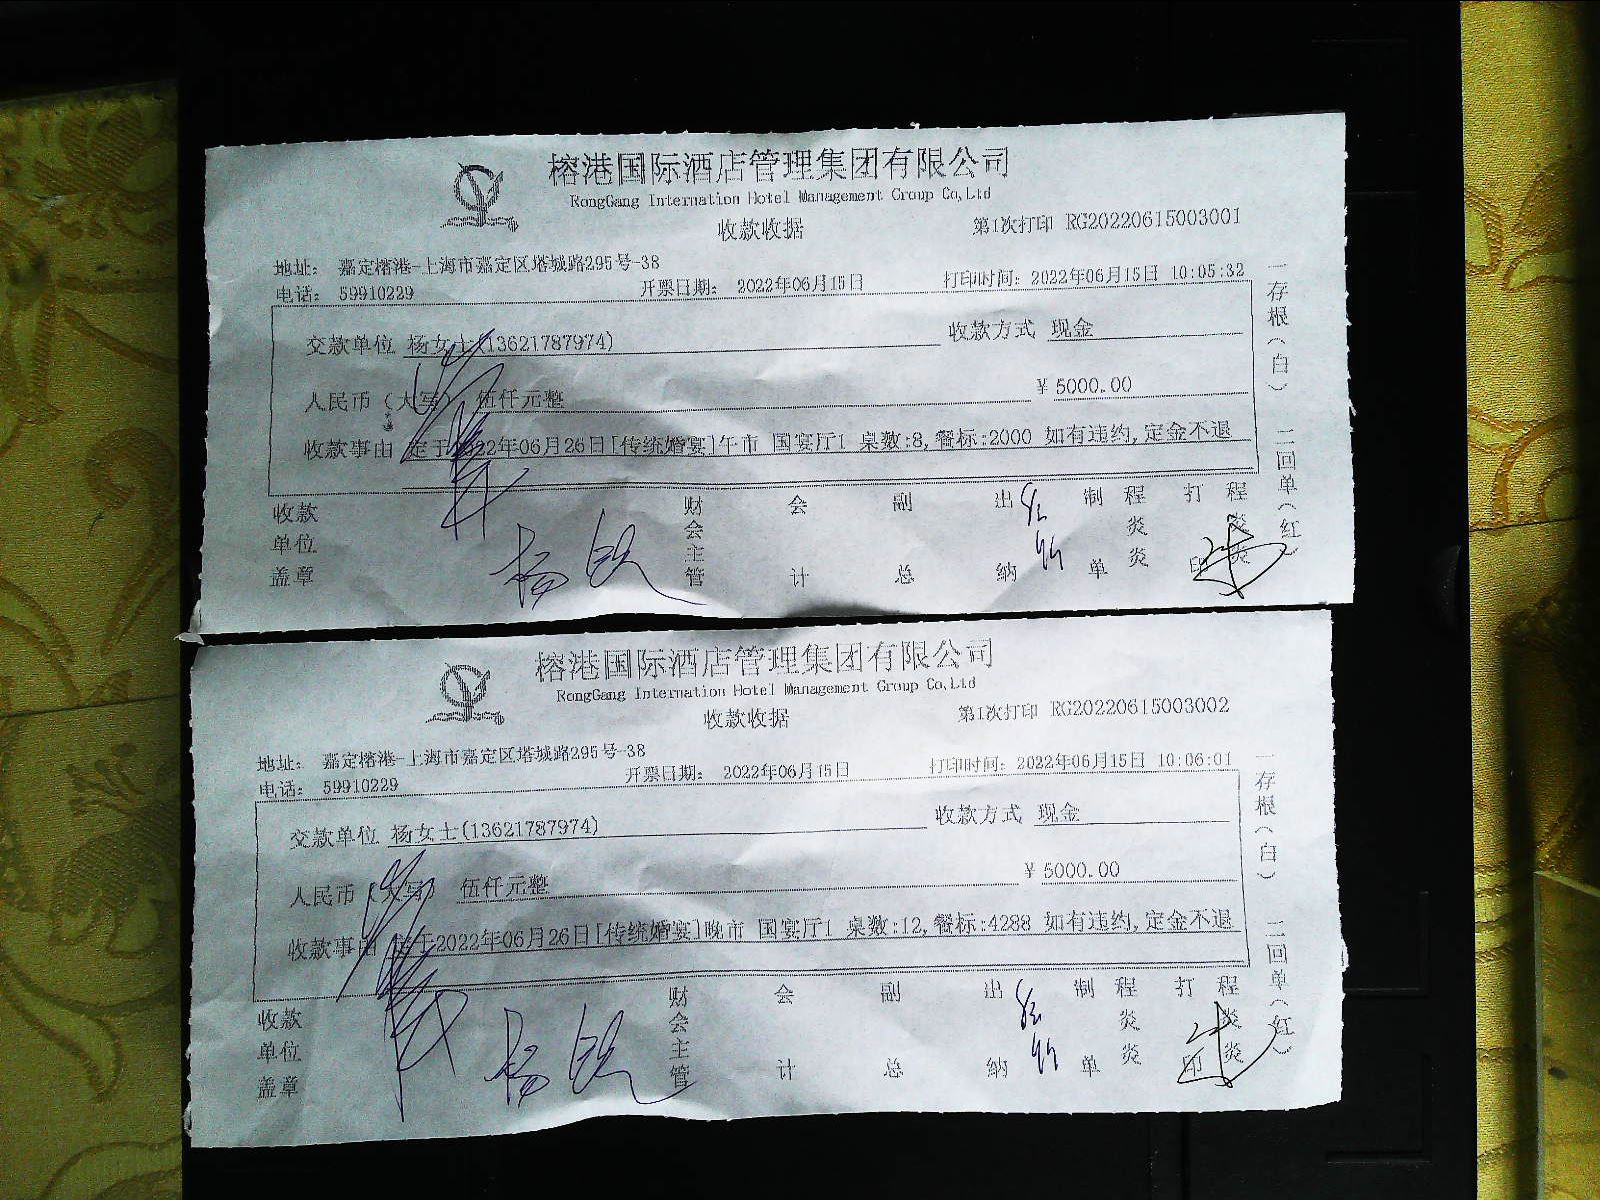 榕港国际酒店管理集团有限公司
RongGang Internation Hotel Management Group Co,Ltd
收款收据
第1次打印 RG20220615003001
地址: 嘉定榕港-上海市嘉定区塔城路295号-38
电话: 59910229 开票日期: 2022年06月15日 打印时间: 2022年06月15日 10:05:32
交款单位 杨女士(13621787974) 收款方式 现金
人民币(大写) 伍仟元整 ¥5000.00
收款事由 定于2022年06月26日[传统婚宴]午市 国宴厅1 桌数:8,餐标:2000 如有违约,定金不退
收款单位盖章 财会主管 会计 副总 出纳 制单 程炎炎 打印 程炎炎
一存根(白) 二回单(红)
榕港国际酒店管理集团有限公司
RongGang Internation Hotel Management Group Co,Ltd
收款收据
第1次打印 RG20220615003002
地址: 嘉定榕港-上海市嘉定区塔城路295号-38
电话: 59910229 开票日期: 2022年06月15日 打印时间: 2022年06月15日 10:06:01
交款单位 杨女士(13621787974) 收款方式 现金
人民币(大写) 伍仟元整 ¥5000.00
收款事由 定于2022年06月26日[传统婚宴]晚市 国宴厅1 桌数:12,餐标:4288 如有违约,定金不退
收款单位盖章 财会主管 会计 副总 出纳 制单 程炎炎 打印 程炎炎
一存根(白) 二回单(红)